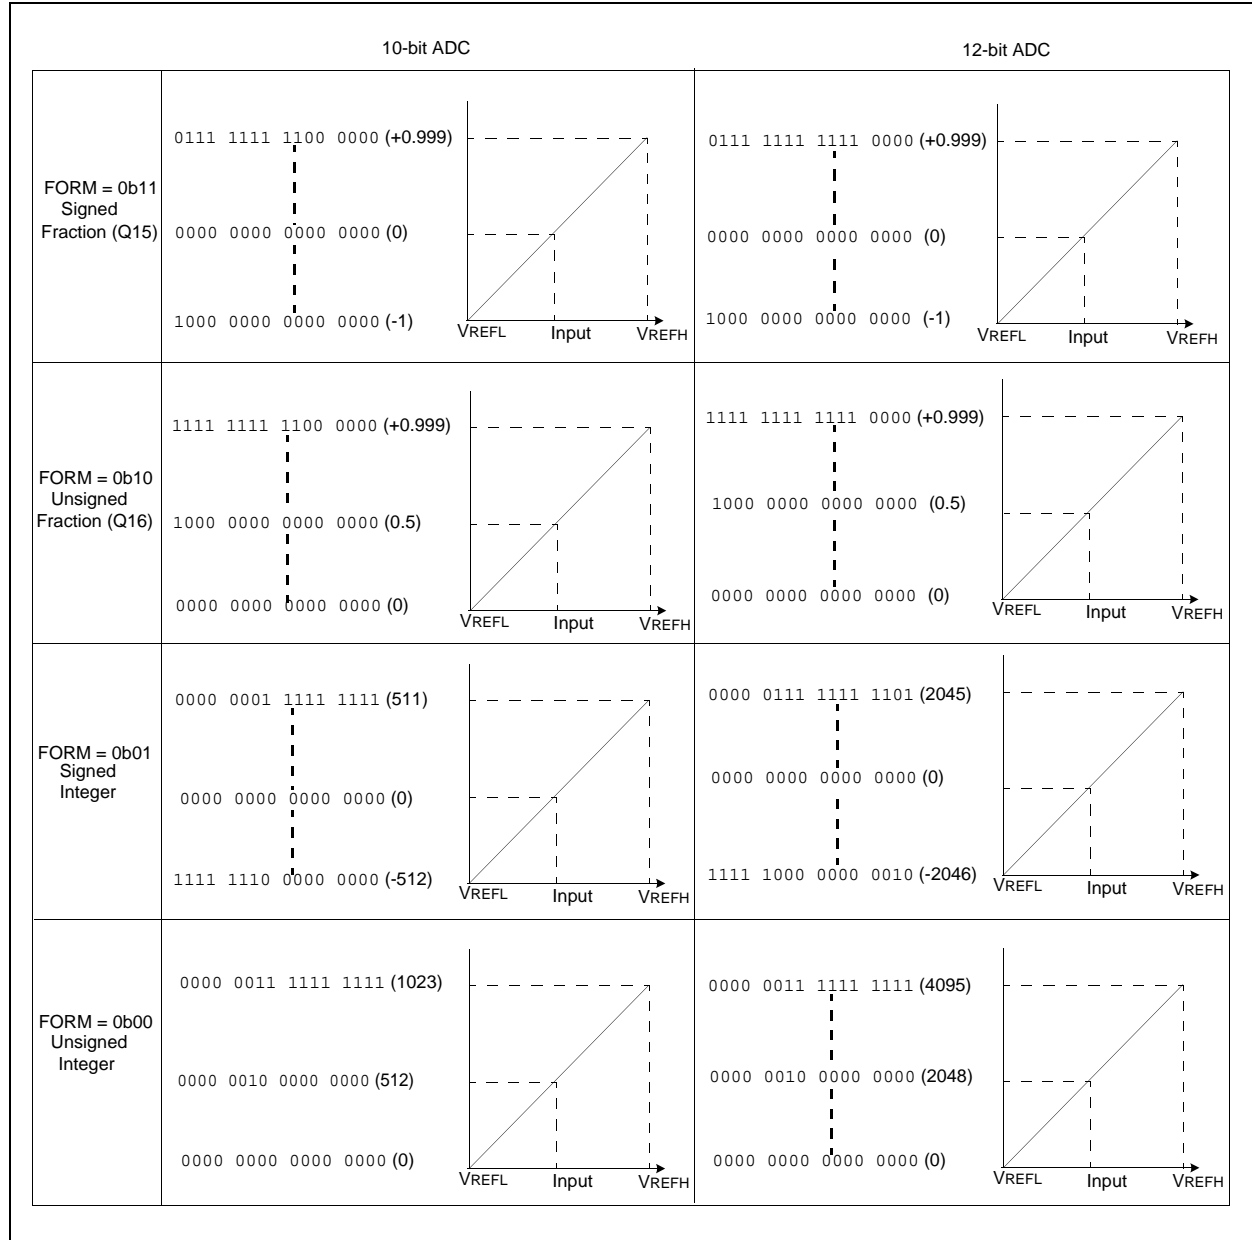 10-bit ADC
12-bit ADC
FORM = 0b11
Signed
Fraction (Q15)
0111 1111 1100 0000 (+0.999)
0000 0000 0000 0000 (0)
1000 0000 0000 0000 (-1)
VREFL Input VREFH
0111 1111 1111 0000 (+0.999)
0000 0000 0000 0000 (0)
1000 0000 0000 0000 (-1)
VREFL Input VREFH
FORM = 0b10
Unsigned
Fraction (Q16)
1111 1111 1100 0000 (+0.999)
1000 0000 0000 0000 (0.5)
0000 0000 0000 0000 (0)
VREFL Input VREFH
1111 1111 1111 0000 (+0.999)
1000 0000 0000 0000 (0.5)
0000 0000 0000 0000 (0)
VREFL Input VREFH
FORM = 0b01
Signed
Integer
0000 0001 1111 1111 (511)
0000 0000 0000 0000 (0)
1111 1110 0000 0000 (-512)
VREFL Input VREFH
0000 0111 1111 1101 (2045)
0000 0000 0000 0000 (0)
1111 1000 0000 0010 (-2046)
VREFL Input VREFH
FORM = 0b00
Unsigned
Integer
0000 0011 1111 1111 (1023)
0000 0010 0000 0000 (512)
0000 0000 0000 0000 (0)
VREFL Input VREFH
0000 0011 1111 1111 (4095)
0000 0010 0000 0000 (2048)
0000 0000 0000 0000 (0)
VREFL Input VREFH